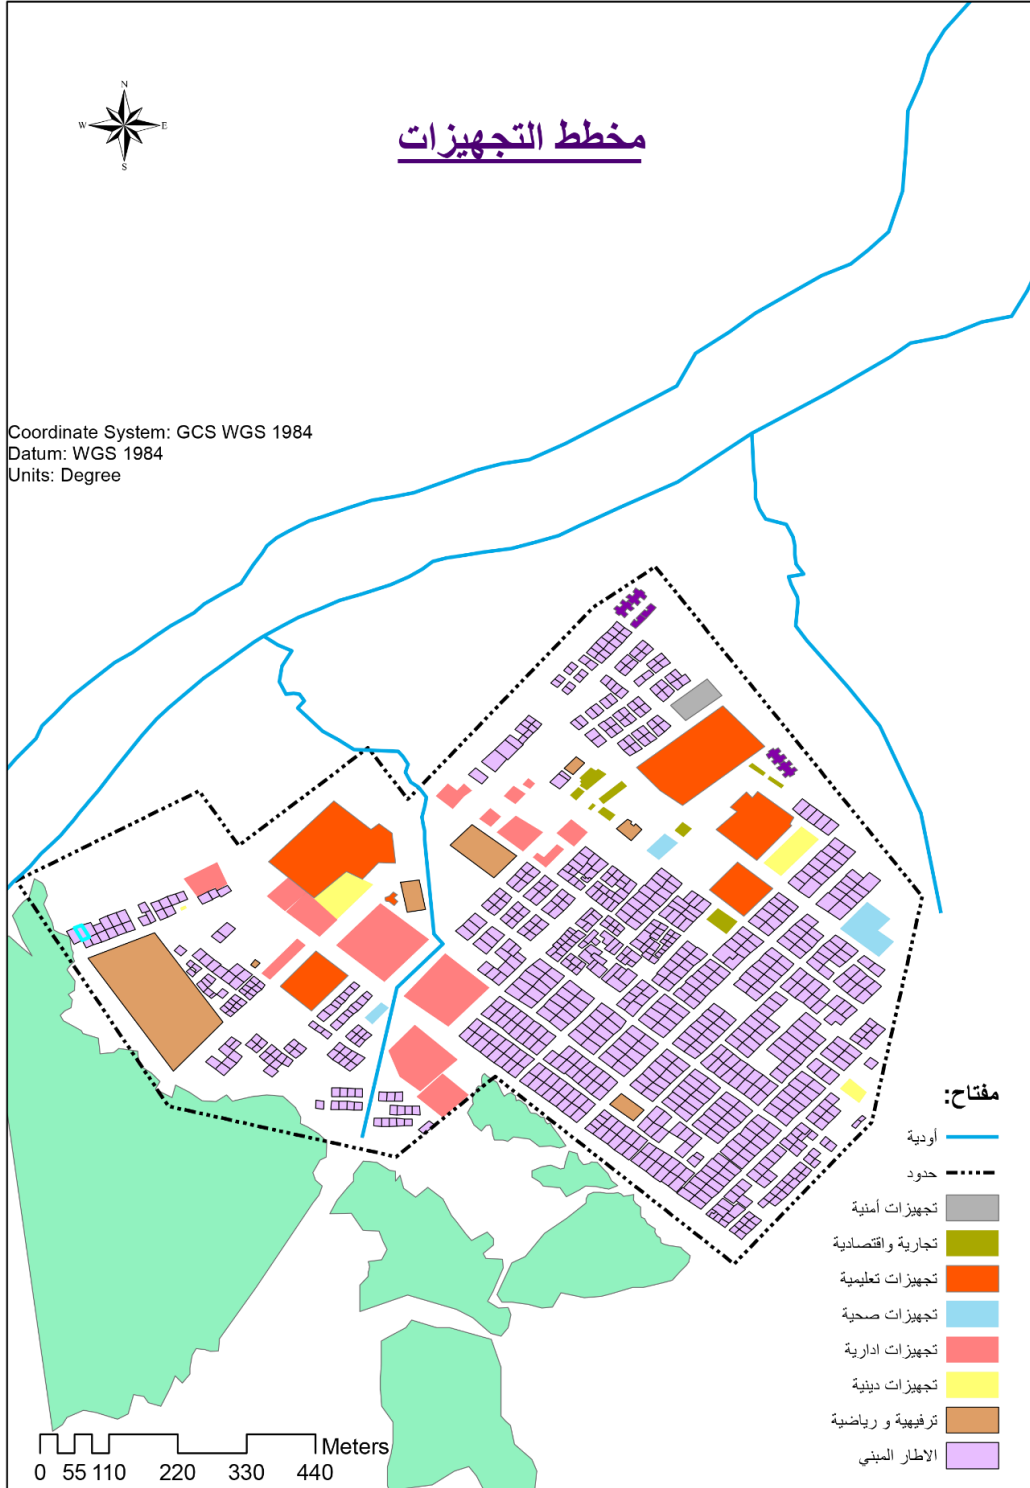 N
W E
S
مخطط التجهيزات
Coordinate System: GCS WGS 1984
Datum: WGS 1984
Units: Degree
مفتاح:
أودية
حدود
تجهيزات أمنية
تجارية واقتصادية
تجهيزات تعليمية
تجهيزات صحية
تجهيزات ادارية
تجهيزات دينية
ترفيهية و رياضية
الاطار المبني
Meters
0 55 110 220 330 440